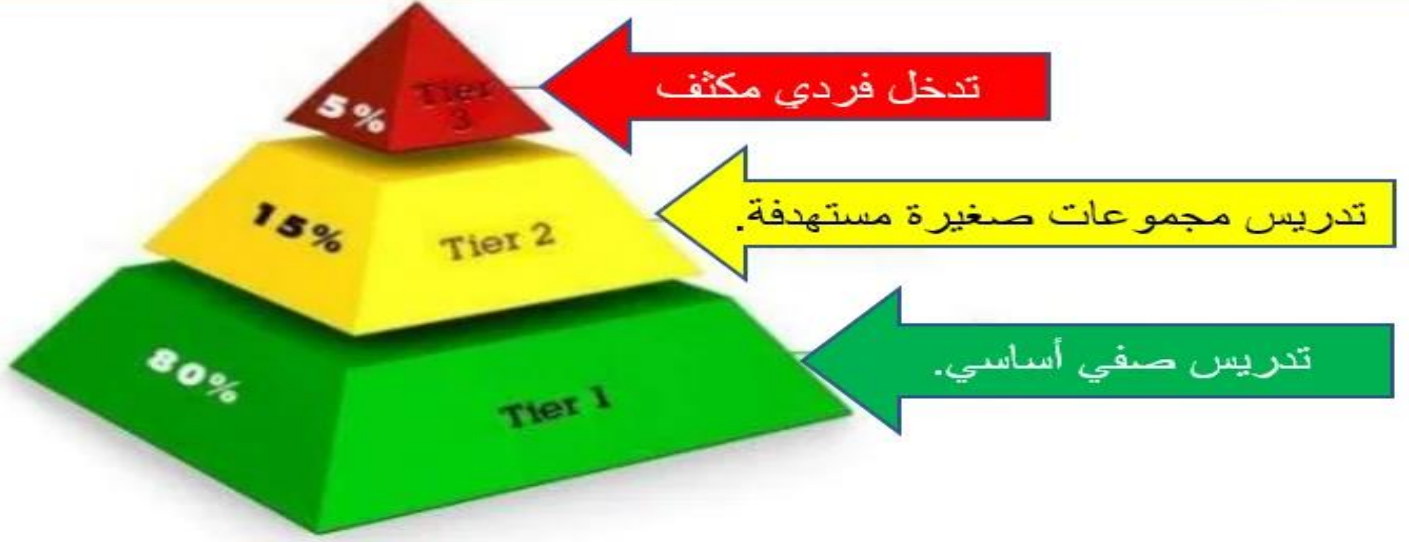 5%
Tier
3
تدخل فردي مكثف
15%
Tier 2
تدريس مجموعات صغيرة مستهدفة.
80%
Tier 1
تدريس صفي أساسي.